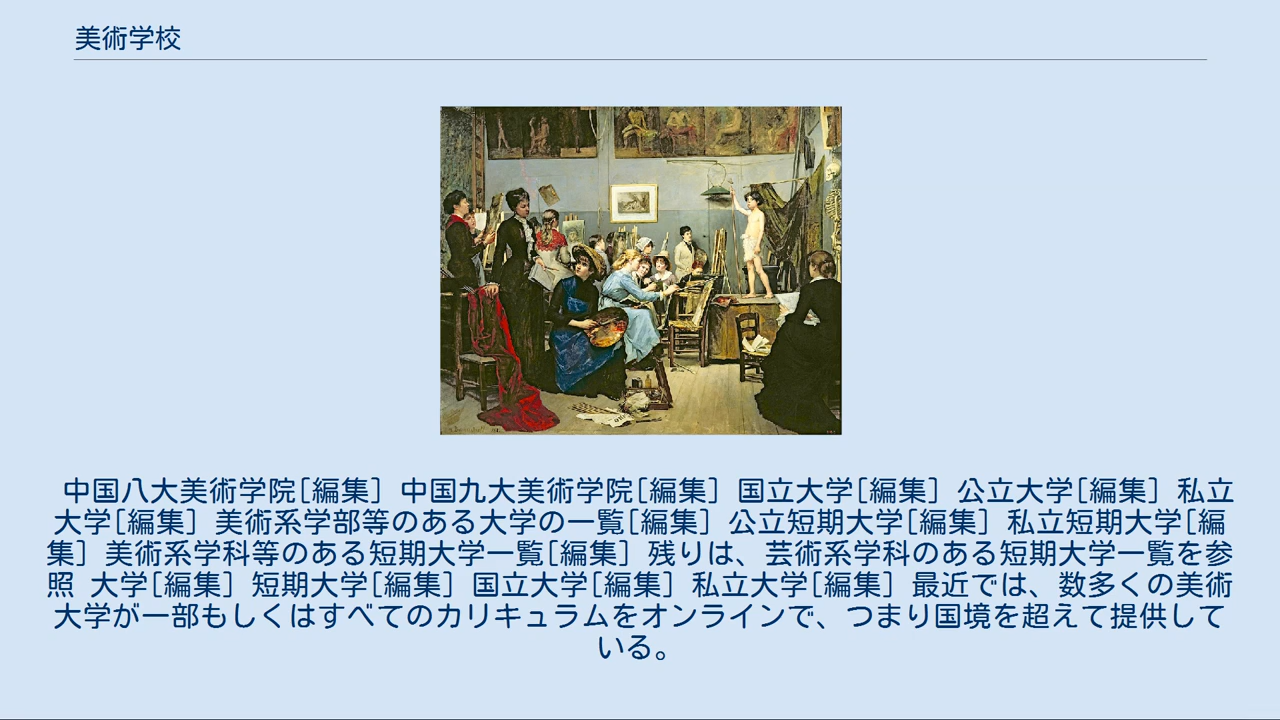 美術学校
中国八大美術学院[編集] 中国九大美術学院[編集] 国立大学[編集] 公立大学[編集] 私立
大学[編集] 美術系学部等のある大学の一覧[編集] 公立短期大学[編集] 私立短期大学[編
集] 美術系学科等のある短期大学一覧[編集] 残りは、芸術系学科のある短期大学一覧を参
照 大学[編集] 短期大学[編集] 国立大学[編集] 私立大学[編集] 最近では、数多くの美術
大学が一部もしくはすべてのカリキュラムをオンラインで、つまり国境を超えて提供して
いる。